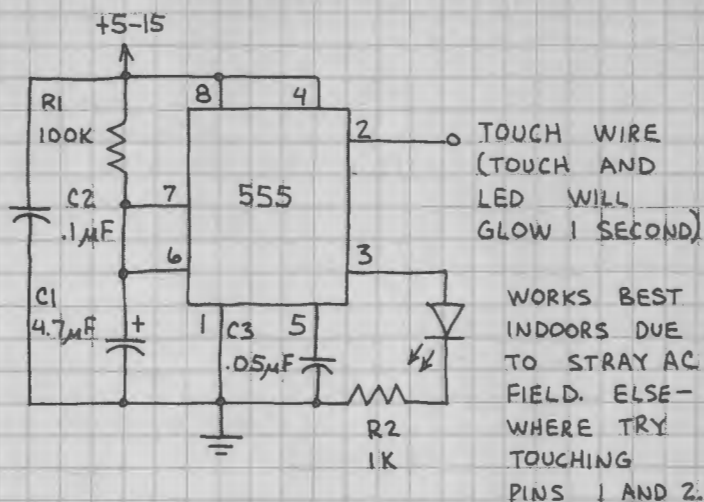 +5-15
R1
100K
8
4
2
TOUCH WIRE
(TOUCH AND
LED WILL
GLOW 1 SECOND)
C2
.1µF
7
555
6
3
C1
4.7µF
+
1
C3
.05µF
5
R2
1K
WORKS BEST
INDOORS DUE
TO STRAY AC
FIELD. ELSE-
WHERE TRY
TOUCHING
PINS 1 AND 2.